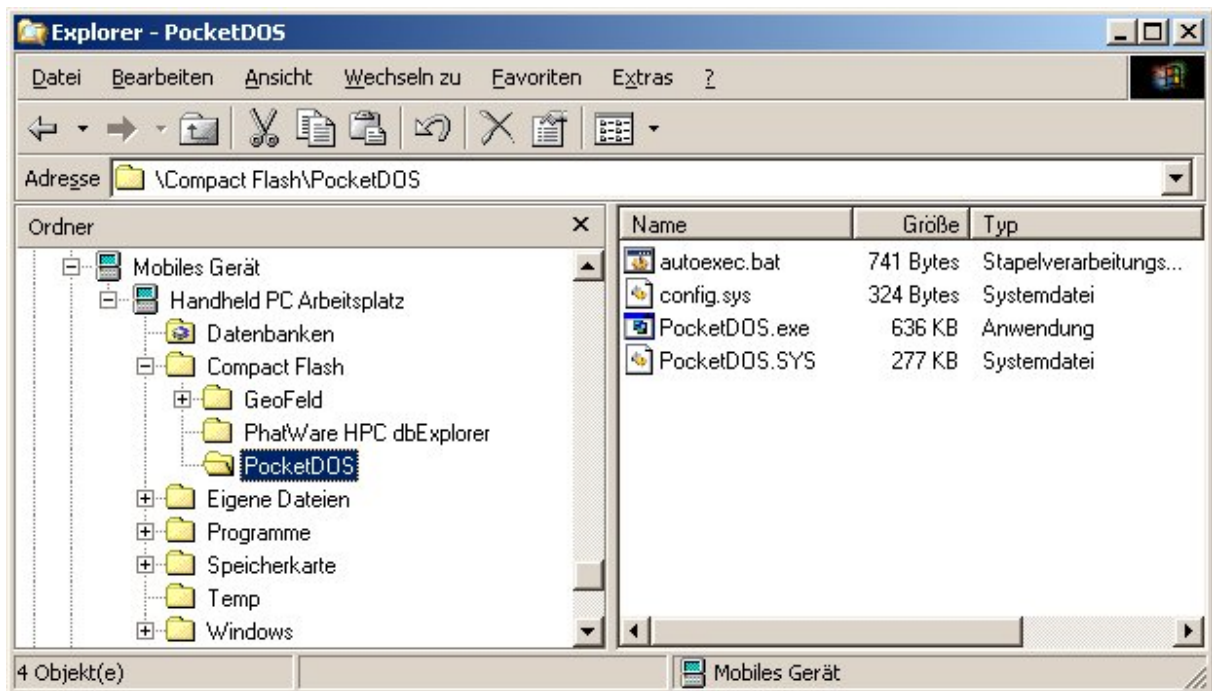 Explorer - PocketDOS
Datei Bearbeiten Ansicht Wechseln zu Favoriten Extras ?
Adresse \Compact Flash\PocketDOS
Ordner
Mobiles Gerät
Handheld PC Arbeitsplatz
Datenbanken
Compact Flash
GeoFeld
PhatWare HPC dbExplorer
PocketDOS
Eigene Dateien
Programme
Speicherkarte
Temp
Windows
Name Größe Typ
autoexec.bat 741 Bytes Stapelverarbeitungs...
config.sys 324 Bytes Systemdatei
PocketDOS.exe 636 KB Anwendung
PocketDOS.SYS 277 KB Systemdatei
4 Objekt(e) Mobiles Gerät